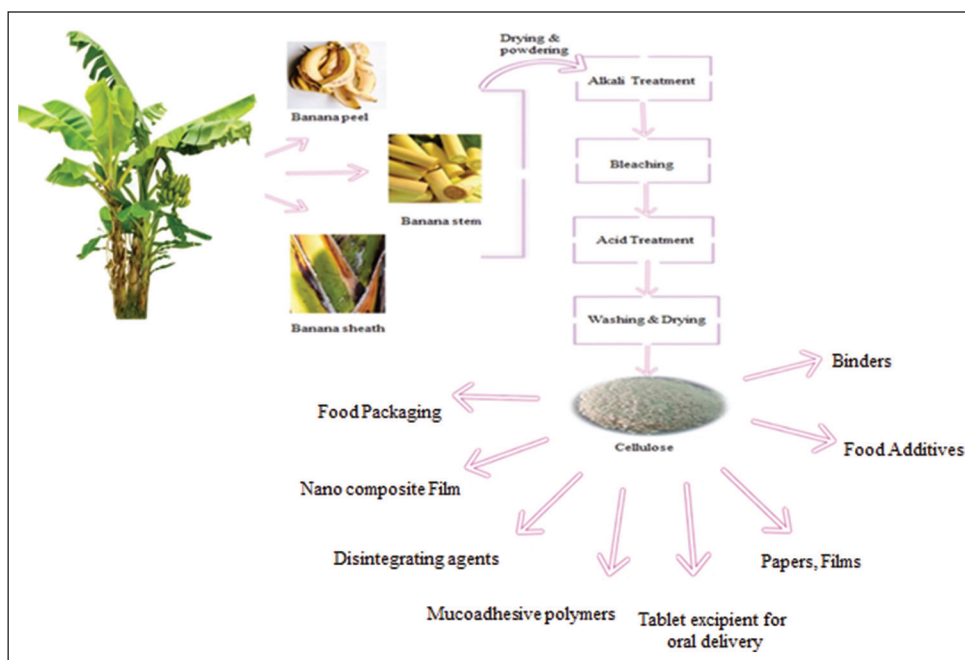 Drying &
powdering
Banana peel
Banana stem
Banana sheath
Alkali Treatment
Bleaching
Acid Treatment
Washing & Drying
Cellulose
Food Packaging
Nano composite Film
Disintegrating agents
Mucoadhesive polymers
Tablet excipient for
oral delivery
Papers, Films
Food Additives
Binders